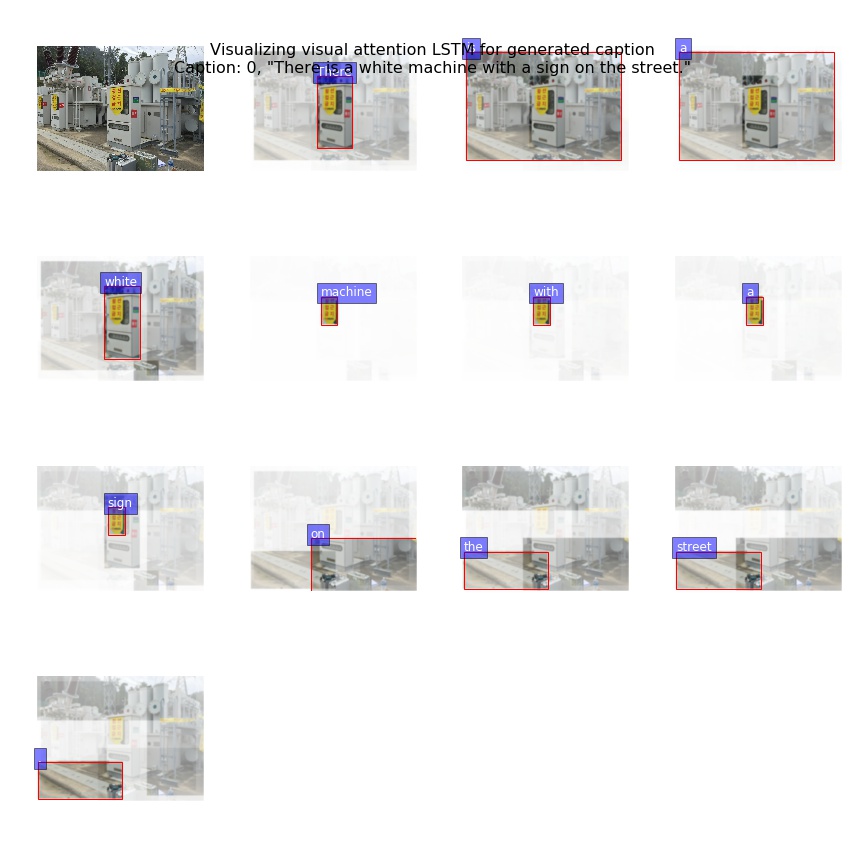 Visualizing visual attention LSTM for generated caption
Caption: 0, "There is a white machine with a sign on the street."
There
is
a
white
machine
with
a
sign
on
the
street